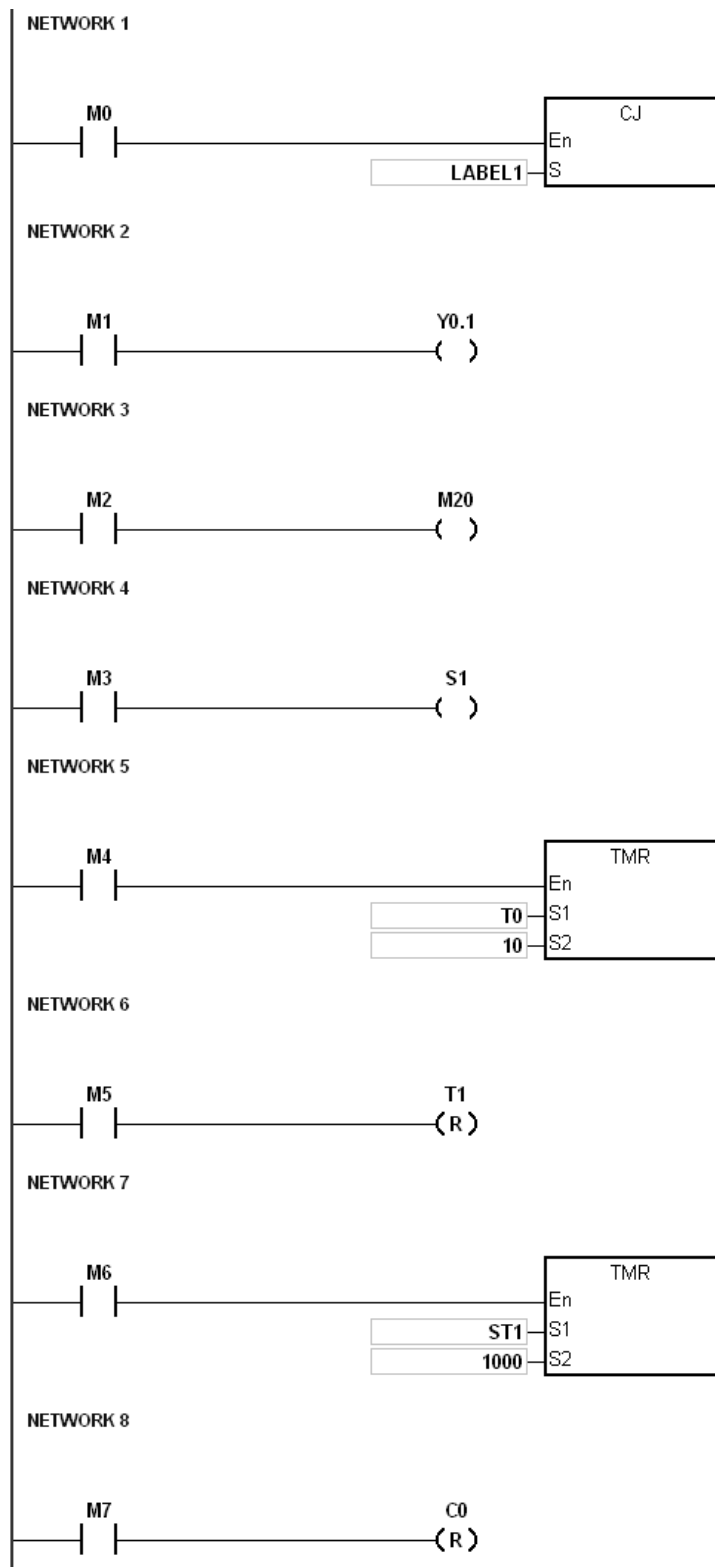 NETWORK 1
M0
CJ
En
LABEL1 S
NETWORK 2
M1 Y0.1
NETWORK 3
M2 M20
NETWORK 4
M3 S1
NETWORK 5
M4
TMR
En
T0 S1
10 S2
NETWORK 6
M5 T1
R
NETWORK 7
M6
TMR
En
ST1 S1
1000 S2
NETWORK 8
M7 C0
R